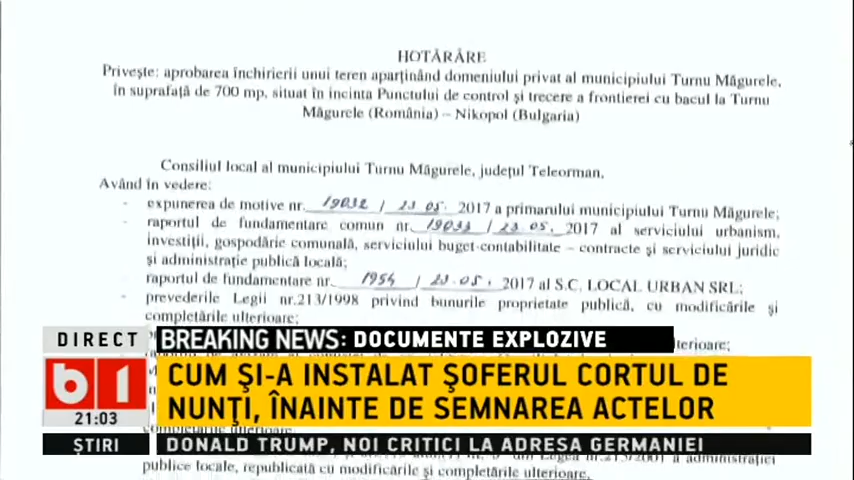 HOTĂRÂRE
Privește: aprobarea închirierii unui teren aparținând domeniului privat al municipiului Turnu Măgurele,
în suprafață de 700 mp, situat în incinta Punctului de control și trecere a frontierei cu bacul la Turnu
Măgurele (România) – Nikopol (Bulgaria)
Consiliul local al municipiului Turnu Măgurele, județul Teleorman,
Având în vedere:
- expunerea de motive nr. 19032 / 23.05. 2017 a primarului municipiului Turnu Măgurele;
- raportul de fundamentare comun nr. 19033 / 23.05. 2017 al serviciului urbanism,
investiții, gospodărie comunală, serviciului buget-contabilitate – contracte și serviciului juridic
și administrație publică locală;
- raportul de fundamentare nr. 1954 / 23.05. 2017 al S.C. LOCAL URBAN SRL;
- prevederile Legii nr.213/1998 privind bunurile proprietate publică, cu modificările și
completările ulterioare;
DIRECT
BREAKING NEWS: DOCUMENTE EXPLOZIVE
ulterioare;
b1
CUM ŞI-A INSTALAT ŞOFERUL CORTUL DE
NUNŢI, ÎNAINTE DE SEMNAREA ACTELOR
21:03
ŞTIRI
DONALD TRUMP, NOI CRITICI LA ADRESA GERMANIEI
administrației
publice locale, republicată cu modificările și completările ulterioare.